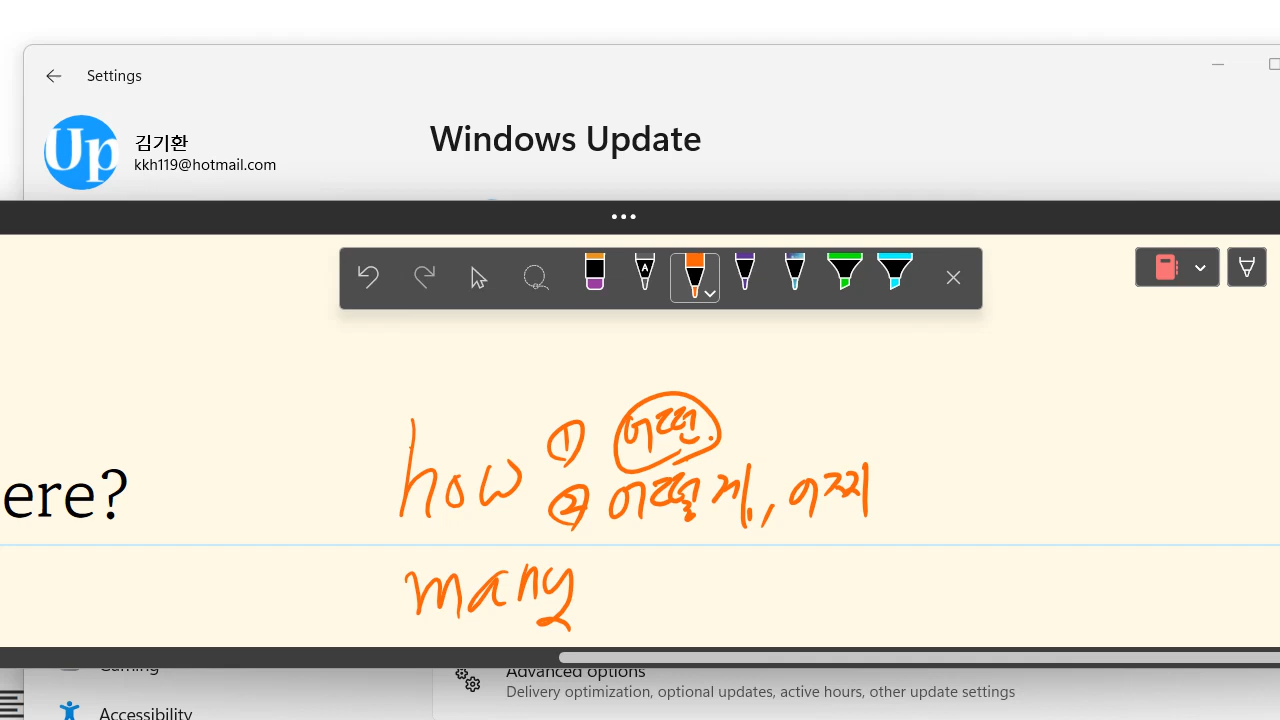 Settings
김기환
kkh119@hotmail.com
Windows Update
A
ere?
how ① 어떤.
② 어떻게, 어찌
many
Gaming
Accessibility
Advanced options
Delivery optimization, optional updates, active hours, other update settings